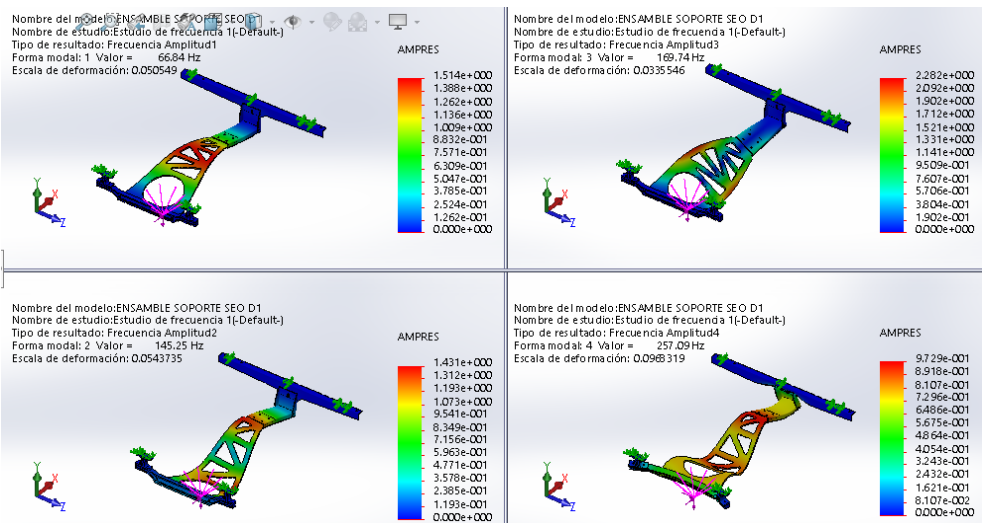 Nombre del modelo:ENSAMBLE SOPORTE SEO D1
Nombre de estudio:Estudio de frecuencia 1(-Default-)
Tipo de resultado: Frecuencia Amplitud1
Forma modal: 1 Valor = 66.84 Hz
Escala de deformación: 0.050549
AMPRES
1.514e+000
1.388e+000
1.262e+000
1.136e+000
1.009e+000
8.832e-001
7.571e-001
6.309e-001
5.047e-001
3.785e-001
2.524e-001
1.262e-001
0.000e+000
Y
X
Z
Nombre del modelo:ENSAMBLE SOPORTE SEO D1
Nombre de estudio:Estudio de frecuencia 1(-Default-)
Tipo de resultado: Frecuencia Amplitud3
Forma modal: 3 Valor = 169.74 Hz
Escala de deformación: 0.0335546
AMPRES
2.282e+000
2.092e+000
1.902e+000
1.712e+000
1.521e+000
1.331e+000
1.141e+000
9.509e-001
7.607e-001
5.706e-001
3.804e-001
1.902e-001
0.000e+000
Y
X
Z
Nombre del modelo:ENSAMBLE SOPORTE SEO D1
Nombre de estudio:Estudio de frecuencia 1(-Default-)
Tipo de resultado: Frecuencia Amplitud2
Forma modal: 2 Valor = 145.25 Hz
Escala de deformación: 0.0543735
AMPRES
1.431e+000
1.312e+000
1.193e+000
1.073e+000
9.541e-001
8.349e-001
7.156e-001
5.963e-001
4.771e-001
3.578e-001
2.385e-001
1.193e-001
0.000e+000
Y
X
Z
Nombre del modelo:ENSAMBLE SOPORTE SEO D1
Nombre de estudio:Estudio de frecuencia 1(-Default-)
Tipo de resultado: Frecuencia Amplitud4
Forma modal: 4 Valor = 257.09 Hz
Escala de deformación: 0.0963319
AMPRES
9.729e-001
8.918e-001
8.107e-001
7.296e-001
6.486e-001
5.675e-001
4.864e-001
4.054e-001
3.243e-001
2.432e-001
1.621e-001
8.107e-002
0.000e+000
Y
X
Z